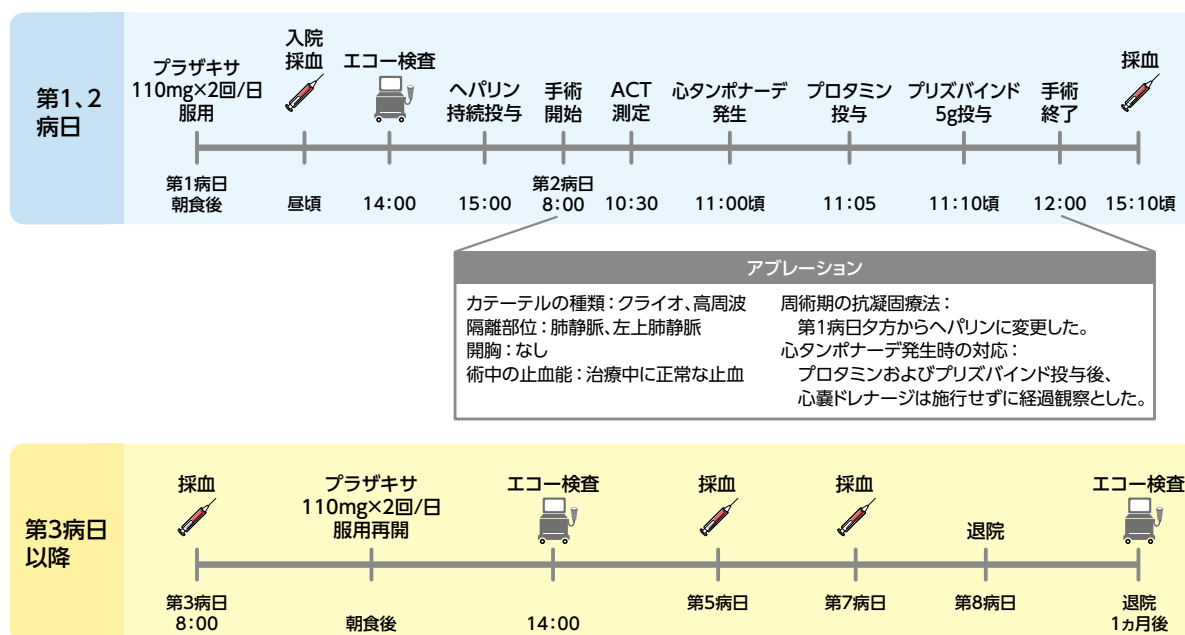 第1、2
病日
プラザキサ
110mg×2回/日
服用
第1病日
朝食後
入院
採血
昼頃
エコー検査
14:00
ヘパリン
持続投与
15:00
手術
開始
第2病日
8:00
ACT
測定
10:30
心タンポナーデ
発生
11:00頃
プロタミン
投与
11:05
プリズバインド
5g投与
11:10頃
手術
終了
12:00
採血
15:10頃
アブレーション
カテーテルの種類：クライオ、高周波
隔離部位：肺静脈、左上肺静脈
開胸：なし
術中の止血能：治療中に正常な止血
周術期の抗凝固療法：
第1病日夕方からヘパリンに変更した。
心タンポナーデ発生時の対応：
プロタミンおよびプリズバインド投与後、
心嚢ドレナージは施行せずに経過観察とした。
第3病日
以降
採血
第3病日
8:00
プラザキサ
110mg×2回/日
服用再開
朝食後
エコー検査
14:00
採血
第5病日
採血
第7病日
退院
第8病日
エコー検査
退院
1ヵ月後